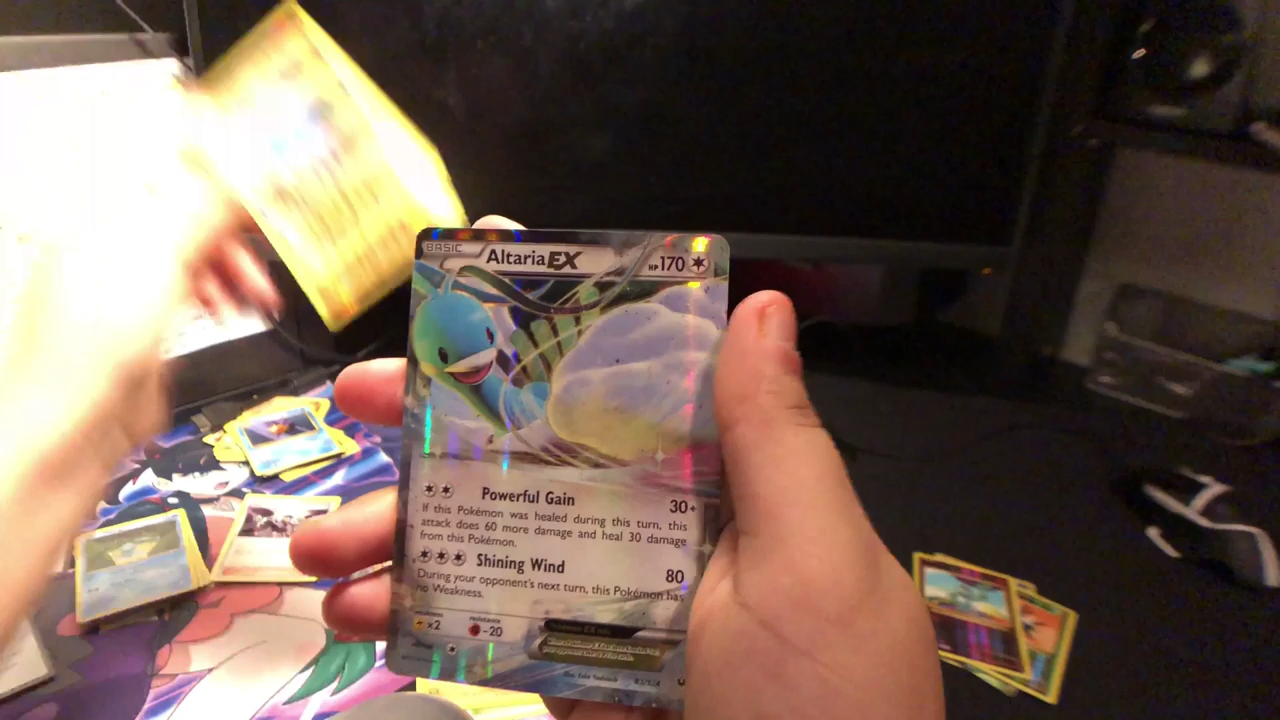 BASIC
Altaria EX
HP 170
Powerful Gain 30+
If this Pokémon was healed during this turn, this
attack does 60 more damage and heal 30 damage
from this Pokémon.
Shining Wind 80
During your opponent's next turn, this Pokémon has
no Weakness.
weakness
×2
resistance
-20